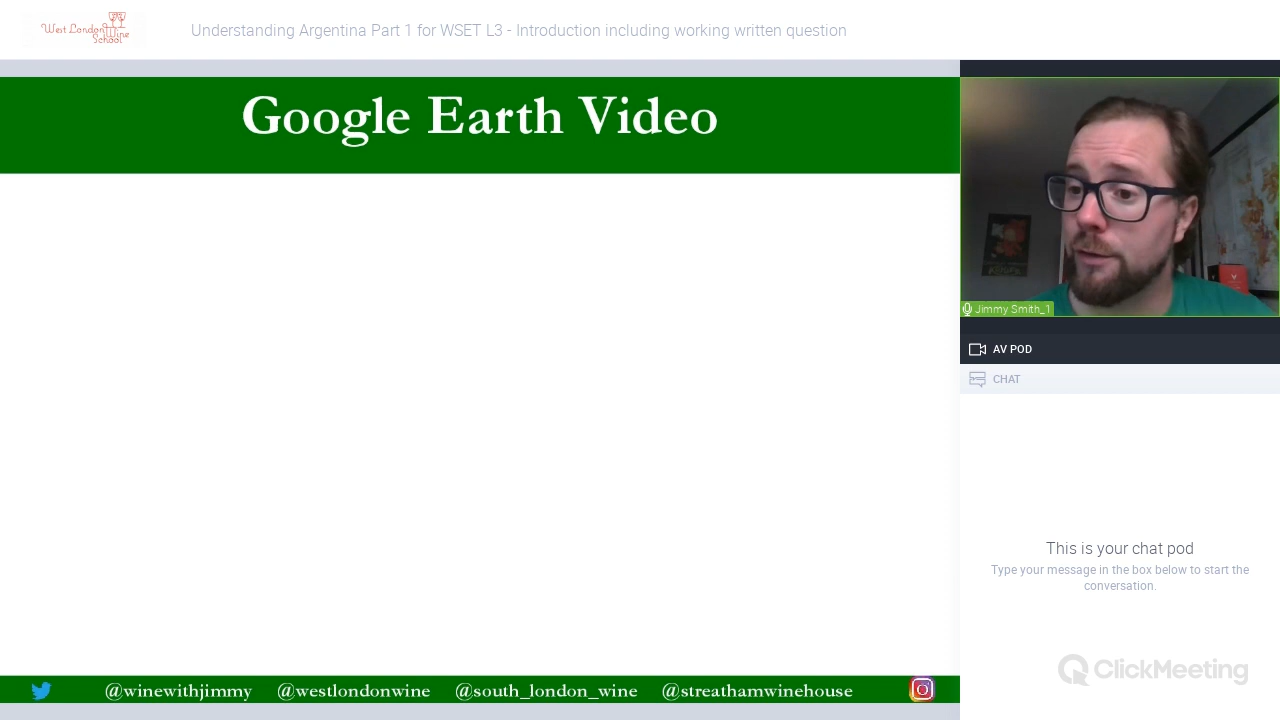 West London
Wine
School
Understanding Argentina Part 1 for WSET L3 - Introduction including working written question
Google Earth Video
Jimmy Smith_1
AV POD
CHAT
This is your chat pod
Type your message in the box below to start the
conversation.
ClickMeeting
@winewithjimmy @westlondonwine @south_london_wine @streathamwinehouse